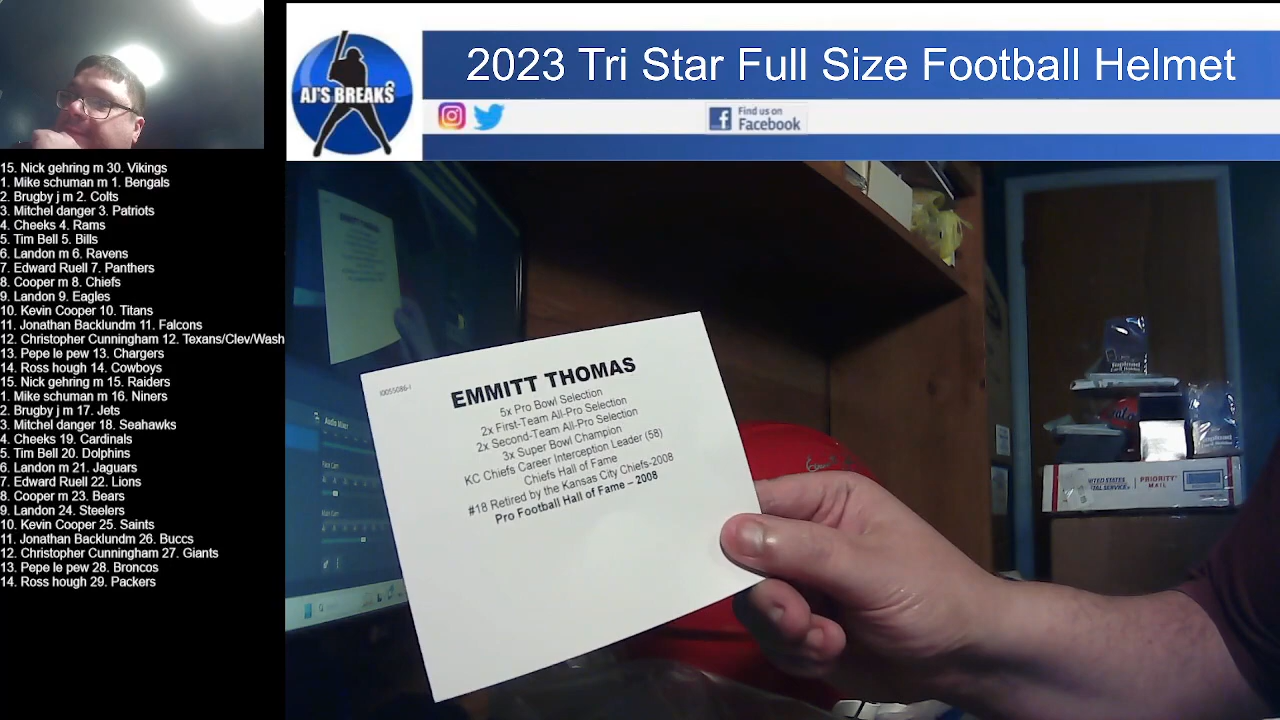 2023 Tri Star Full Size Football Helmet
AJ'S BREAKS
Find us on
Facebook
15. Nick gehring m 30. Vikings
1. Mike schuman m 1. Bengals
2. Brugby j m 2. Colts
3. Mitchel danger 3. Patriots
4. Cheeks 4. Rams
5. Tim Bell 5. Bills
6. Landon m 6. Ravens
7. Edward Ruell 7. Panthers
8. Cooper m 8. Chiefs
9. Landon 9. Eagles
10. Kevin Cooper 10. Titans
11. Jonathan Backlundm 11. Falcons
12. Christopher Cunningham 12. Texans/Clev/Wash
13. Pepe le pew 13. Chargers
14. Ross hough 14. Cowboys
15. Nick gehring m 15. Raiders
1. Mike schuman m 16. Niners
2. Brugby j m 17. Jets
3. Mitchel danger 18. Seahawks
4. Cheeks 19. Cardinals
5. Tim Bell 20. Dolphins
6. Landon m 21. Jaguars
7. Edward Ruell 22. Lions
8. Cooper m 23. Bears
9. Landon 24. Steelers
10. Kevin Cooper 25. Saints
11. Jonathan Backlundm 26. Buccs
12. Christopher Cunningham 27. Giants
13. Pepe le pew 28. Broncos
14. Ross hough 29. Packers
EMMITT THOMAS
5x Pro Bowl Selection
2x First-Team All-Pro Selection
2x Second-Team All-Pro Selection
3x Super Bowl Champion
KC Chiefs Career Interception Leader (58)
Chiefs Hall of Fame
#18 Retired by the Kansas City Chiefs-2008
Pro Football Hall of Fame – 2008
Audio Mixer
UNITED STATES
POSTAL SERVICE
PRIORITY
MAIL